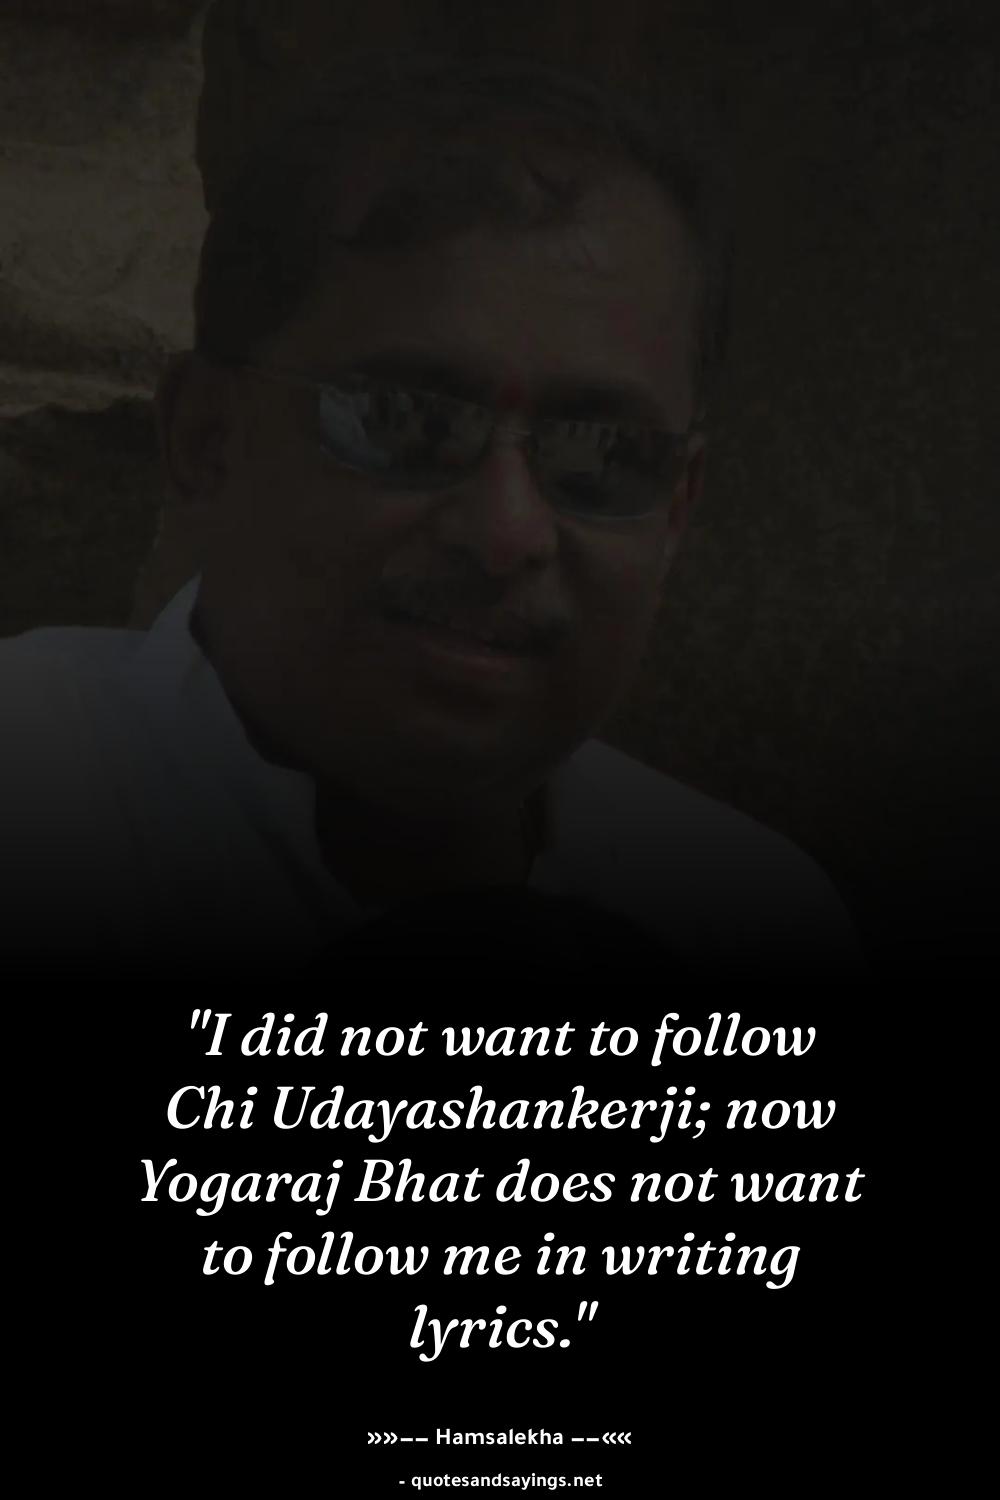 "I did not want to follow
Chi Udayashankerji; now
Yogaraj Bhat does not want
to follow me in writing
lyrics."
»»−− Hamsalekha −−««
- quotesandsayings.net